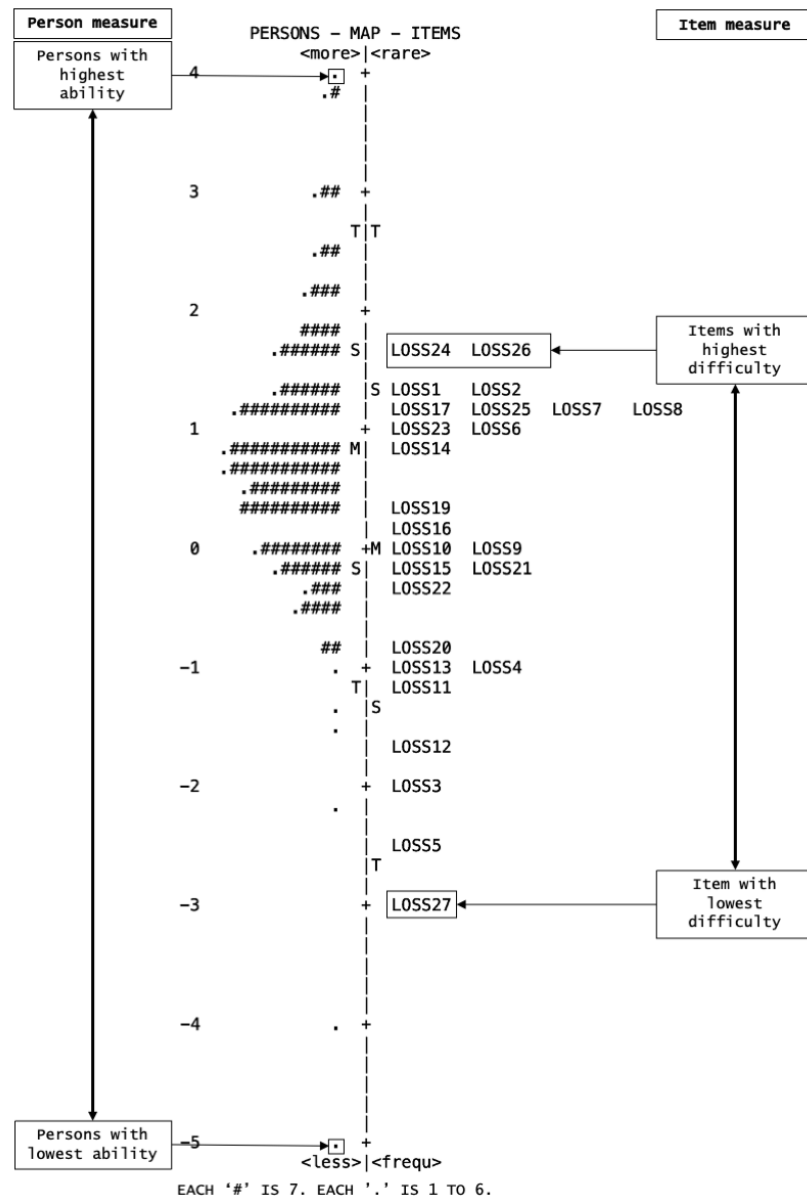 Person measure
Item measure
PERSONS – MAP – ITEMS
<more>|<rare>
Persons with
highest
ability
4 . +
.# |
3 .## +
T|T
.## |
.### |
2 +
#### |
.###### S| LOSS24 LOSS26
Items with
highest
difficulty
.###### |S LOSS1 LOSS2
.########## | LOSS17 LOSS25 LOSS7 LOSS8
1 + LOSS23 LOSS6
.########### M| LOSS14
.########### |
.######### |
########## | LOSS19
| LOSS16
0 .######## +M LOSS10 LOSS9
.###### S| LOSS15 LOSS21
.### | LOSS22
.#### |
## | LOSS20
–1 . + LOSS13 LOSS4
T| LOSS11
. |S
. |
| LOSS12
–2 + LOSS3
. |
| LOSS5
|T
–3 + LOSS27
Item with
lowest
difficulty
–4 . +
Persons with
lowest ability
–5 . +
<less>|<frequ>
EACH ‘#’ IS 7. EACH ’.’ IS 1 TO 6.